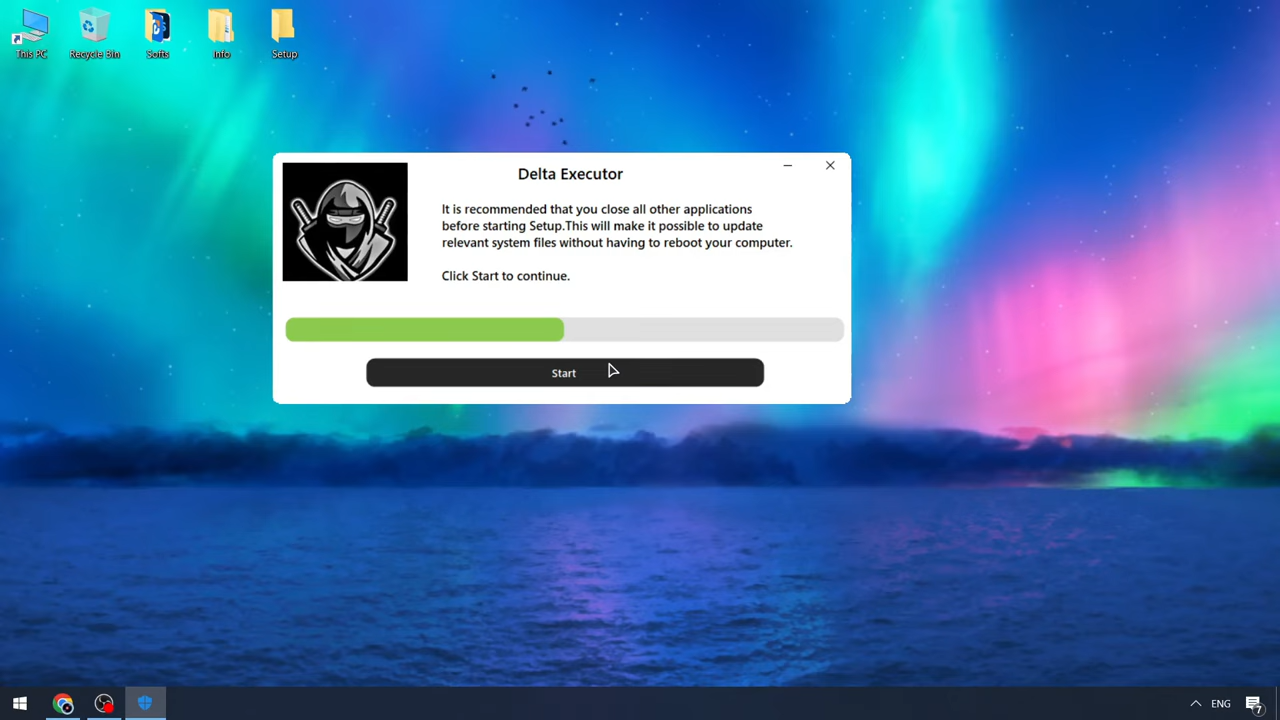 This PC
Recycle Bin
Softs
Info
Setup
Delta Executor
It is recommended that you close all other applications
before starting Setup.This will make it possible to update
relevant system files without having to reboot your computer.
Click Start to continue.
Start
ENG
7